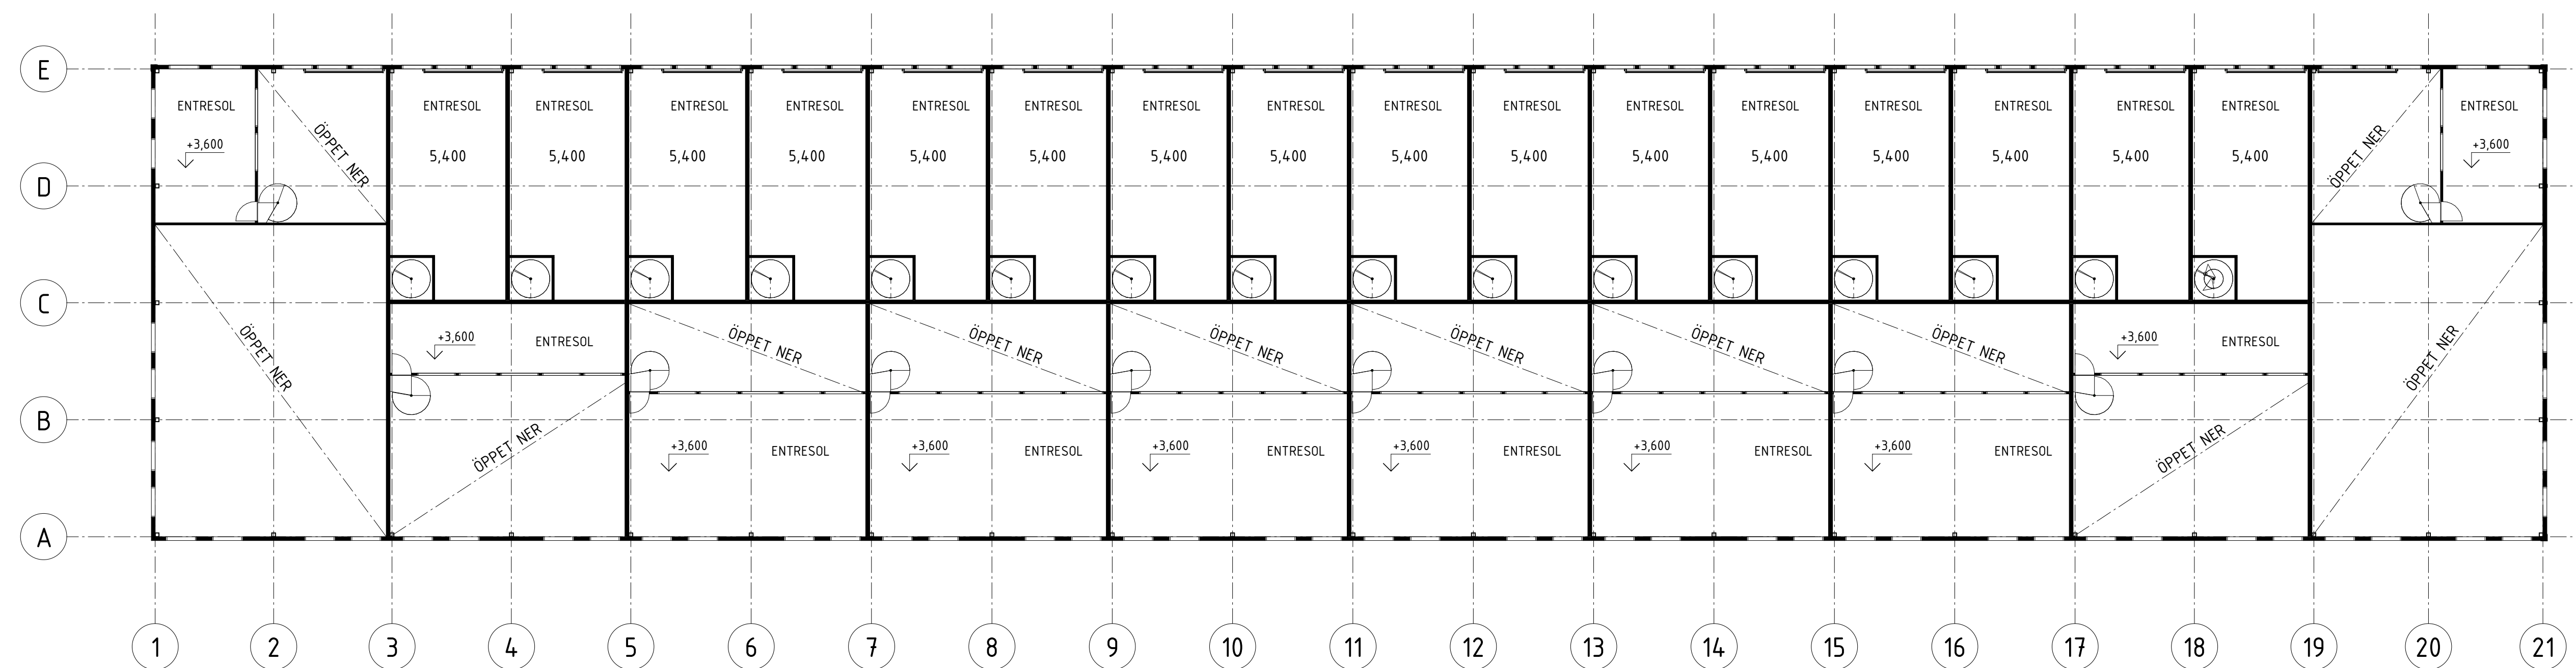 E
ENTRESOL ENTRESOL ENTRESOL ENTRESOL ENTRESOL ENTRESOL ENTRESOL ENTRESOL ENTRESOL ENTRESOL ENTRESOL ENTRESOL ENTRESOL ENTRESOL ENTRESOL ENTRESOL ENTRESOL ENTRESOL
+3,600 ÖPPET NER 5,400 5,400 5,400 5,400 5,400 5,400 5,400 5,400 5,400 5,400 5,400 5,400 5,400 5,400 5,400 5,400 ÖPPET NER +3,600
D
C
ÖPPET NER +3,600 ENTRESOL ÖPPET NER ÖPPET NER ÖPPET NER ÖPPET NER ÖPPET NER ÖPPET NER +3,600 ENTRESOL ÖPPET NER
B
ÖPPET NER +3,600 ENTRESOL +3,600 ENTRESOL +3,600 ENTRESOL +3,600 ENTRESOL +3,600 ENTRESOL +3,600 ENTRESOL ÖPPET NER
A
1 2 3 4 5 6 7 8 9 10 11 12 13 14 15 16 17 18 19 20 21